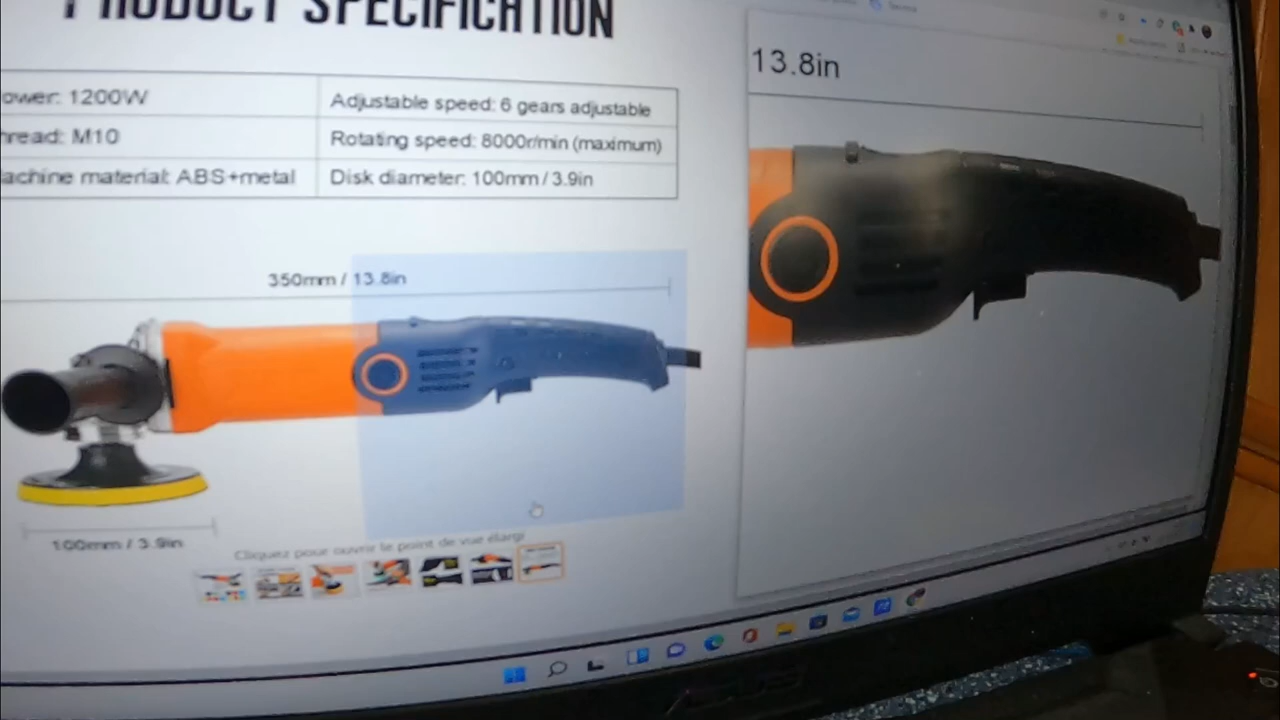 PRODUCT SPECIFICATION
ower: 1200W
Adjustable speed: 6 gears adjustable
hread: M10
Rotating speed: 8000r/min (maximum)
achine material: ABS+metal
Disk diameter: 100mm / 3.9in
350mm / 13.8in
100mm / 3.9in
Cliquez pour ouvrir le point de vue élargi
13.8in
ASUS